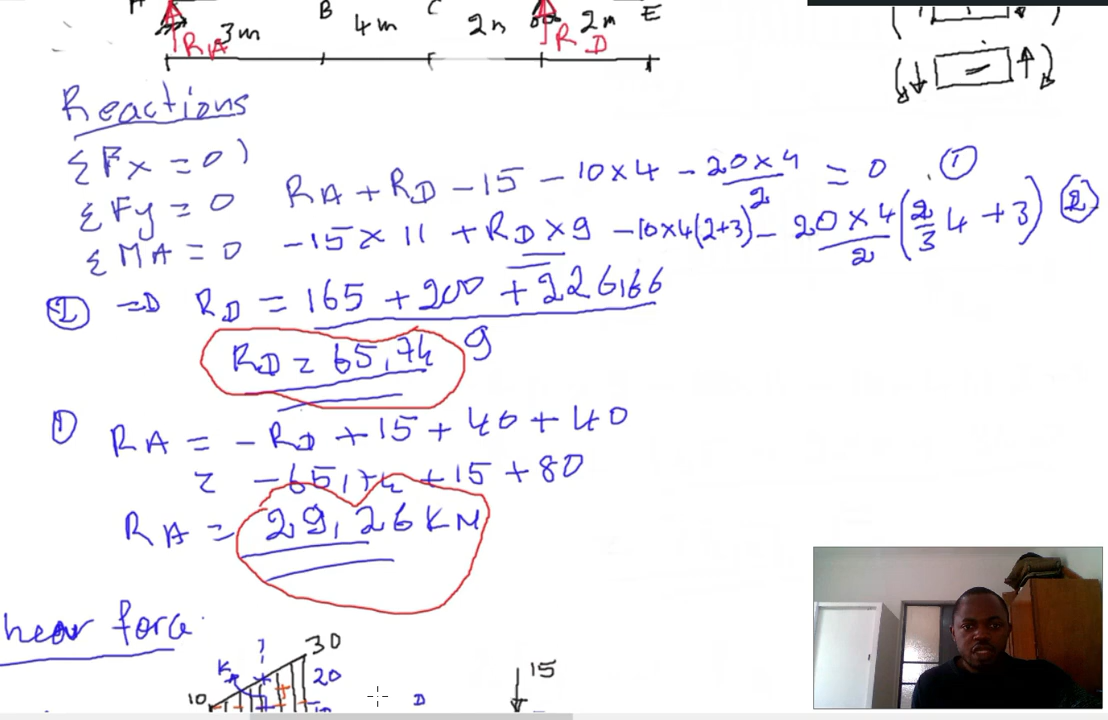 A B C E
3m 4m 2m 2m
RA RD
Reactions
ΣFx = 0)
ΣFy = 0 RA + RD - 15 - 10×4 - 20×4/2 = 0 ①
ΣMA = 0 -15×11 + RD×9 - 10×4(2+3) - 20×4/2(2/3 4 + 3) ②
② => RD = 165 + 200 + 226,66
9
RD = 65,74
① RA = -RD + 15 + 40 + 40
= -65,74 + 15 + 80
RA = 29,26 KN
hear force
30
K
20
10
15
D